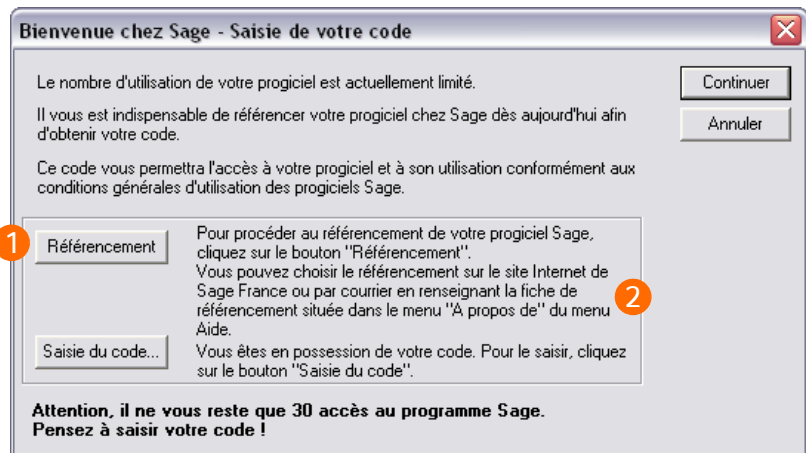 Bienvenue chez Sage - Saisie de votre code
Le nombre d'utilisation de votre progiciel est actuellement limité.
Continuer
Il vous est indispensable de référencer votre progiciel chez Sage dès aujourd'hui afin
d'obtenir votre code.
Annuler
Ce code vous permettra l'accès à votre progiciel et à son utilisation conformément aux
conditions générales d'utilisation des progiciels Sage.
1
Référencement
Pour procéder au référencement de votre progiciel Sage,
cliquez sur le bouton "Référencement".
Vous pouvez choisir le référencement sur le site Internet de
Sage France ou par courrier en renseignant la fiche de
référencement située dans le menu "A propos de" du menu
Aide.
2
Saisie du code...
Vous êtes en possession de votre code. Pour le saisir, cliquez
sur le bouton "Saisie du code".
Attention, il ne vous reste que 30 accès au programme Sage.
Pensez à saisir votre code !